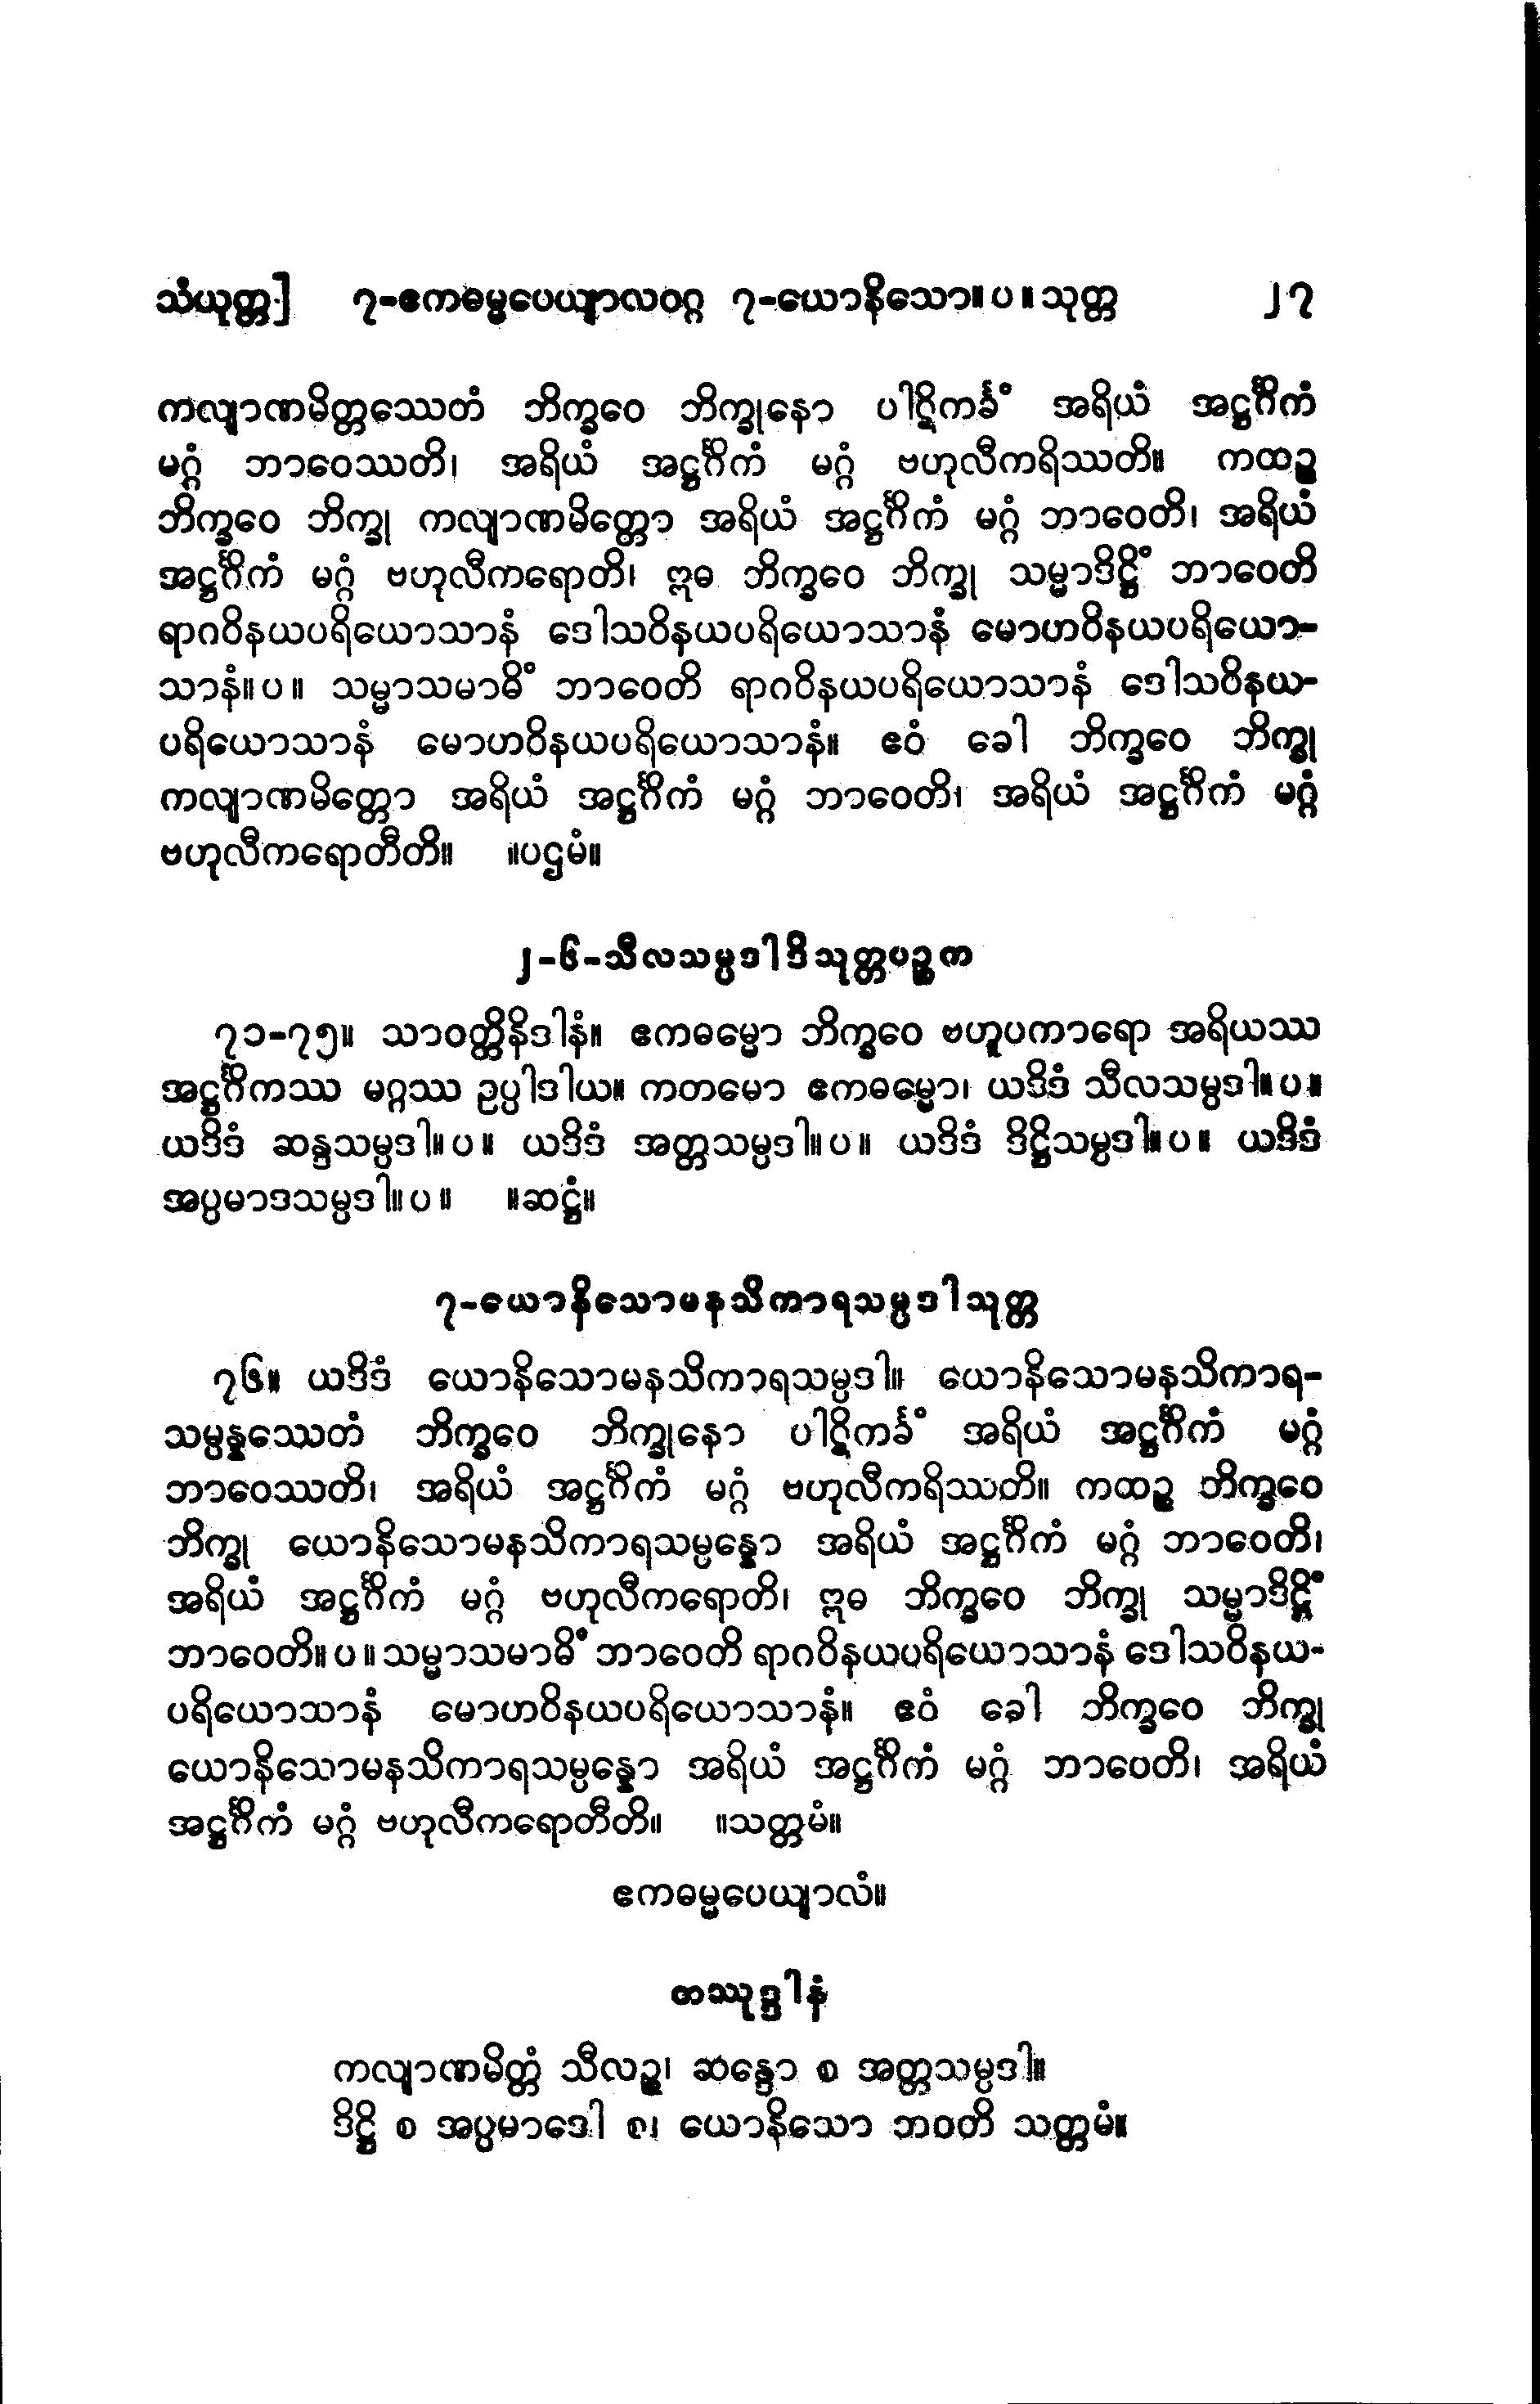 သံယုတ္တ] ၇-ဧကဓမ္မပေယျာလဝဂ္ဂ ၇-ယောနိသော။ပ။သုတ္တ ၂၇
ကလျာဏမိတ္တဿေတံ ဘိက္ခဝေ ဘိက္ခုနော ပါဋိကင်္ခံ အရိယံ အဋ္ဌင်္ဂိကံ
မဂ္ဂံ ဘာဝေဿတိ၊ အရိယံ အဋ္ဌင်္ဂိကံ မဂ္ဂံ ဗဟုလီကရိဿတိ။ ကထဉ္စ
ဘိက္ခဝေ ဘိက္ခု ကလျာဏမိတ္တော အရိယံ အဋ္ဌင်္ဂိကံ မဂ္ဂံ ဘာဝေတိ၊ အရိယံ
အဋ္ဌင်္ဂိကံ မဂ္ဂံ ဗဟုလီကရောတိ၊ ဣဓ ဘိက္ခဝေ ဘိက္ခု သမ္မာဒိဋ္ဌိံ ဘာဝေတိ
ရာဂဝိနယပရိယောသာနံ ဒေါသဝိနယပရိယောသာနံ မောဟဝိနယပရိယော-
သာနံ။ပ။ သမ္မာသမာဓိံ ဘာဝေတိ ရာဂဝိနယပရိယောသာနံ ဒေါသဝိနယ-
ပရိယောသာနံ မောဟဝိနယပရိယောသာနံ။ ဧဝံ ခေါ ဘိက္ခဝေ ဘိက္ခု
ကလျာဏမိတ္တော အရိယံ အဋ္ဌင်္ဂိကံ မဂ္ဂံ ဘာဝေတိ၊ အရိယံ အဋ္ဌင်္ဂိကံ မဂ္ဂံ
ဗဟုလီကရောတီတိ။ ။ပဌမံ။
၂-၆-သီလသမ္ပဒါဒိသုတ္တပဉ္စက
၇၁-၇၅။ သာဝတ္ထိနိဒါနံ။ ဧကဓမ္မော ဘိက္ခဝေ ဗဟူပကာရော အရိယဿ
အဋ္ဌင်္ဂိကဿ မဂ္ဂဿ ဥပ္ပါဒါယ။ ကတမော ဧကဓမ္မော၊ ယဒိဒံ သီလသမ္ပဒါ။ပ။
ယဒိဒံ ဆန္ဒသမ္ပဒါ။ပ။ ယဒိဒံ အတ္တသမ္ပဒါ။ပ။ ယဒိဒံ ဒိဋ္ဌိသမ္ပဒါ။ပ။ ယဒိဒံ
အပ္ပမာဒသမ္ပဒါ။ပ။ ။ဆဋ္ဌံ။
၇-ယောနိသောမနသိကာရသမ္ပဒါသုတ္တ
၇၆။ ယဒိဒံ ယောနိသောမနသိကာရသမ္ပဒါ။ ယောနိသောမနသိကာရ-
သမ္ပန္နဿေတံ ဘိက္ခဝေ ဘိက္ခုနော ပါဋိကင်္ခံ အရိယံ အဋ္ဌင်္ဂိကံ မဂ္ဂံ
ဘာဝေဿတိ၊ အရိယံ အဋ္ဌင်္ဂိကံ မဂ္ဂံ ဗဟုလီကရိဿတိ။ ကထဉ္စ ဘိက္ခဝေ
ဘိက္ခု ယောနိသောမနသိကာရသမ္ပန္နော အရိယံ အဋ္ဌင်္ဂိကံ မဂ္ဂံ ဘာဝေတိ၊
အရိယံ အဋ္ဌင်္ဂိကံ မဂ္ဂံ ဗဟုလီကရောတိ၊ ဣဓ ဘိက္ခဝေ ဘိက္ခု သမ္မာဒိဋ္ဌိံ
ဘာဝေတိ။ပ။သမ္မာသမာဓိံ ဘာဝေတိ ရာဂဝိနယပရိယောသာနံ ဒေါသဝိနယ-
ပရိယောသာနံ မောဟဝိနယပရိယောသာနံ။ ဧဝံ ခေါ ဘိက္ခဝေ ဘိက္ခု
ယောနိသောမနသိကာရသမ္ပန္နော အရိယံ အဋ္ဌင်္ဂိကံ မဂ္ဂံ ဘာဝေတိ၊ အရိယံ
အဋ္ဌင်္ဂိကံ မဂ္ဂံ ဗဟုလီကရောတီတိ။ ။သတ္တမံ။
ဧကဓမ္မပေယျာလံ။
တဿုဒ္ဒါနံ
ကလျာဏမိတ္တံ သီလဉ္စ၊ ဆန္ဒော စ အတ္တသမ္ပဒါ။
ဒိဋ္ဌိ စ အပ္ပမာဒေါ စ၊ ယောနိသော ဘဝတိ သတ္တမံ။